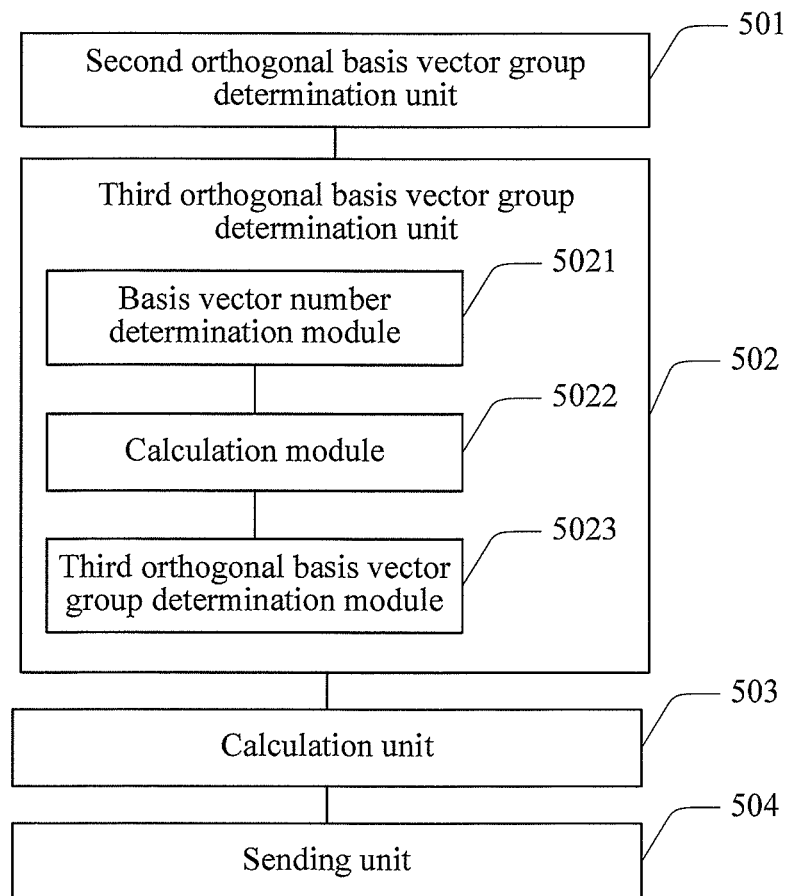 501
Second orthogonal basis vector group
determination unit
Third orthogonal basis vector group
determination unit
5021
Basis vector number
determination module
502
5022
Calculation module
5023
Third orthogonal basis vector
group determination module
503
Calculation unit
504
Sending unit